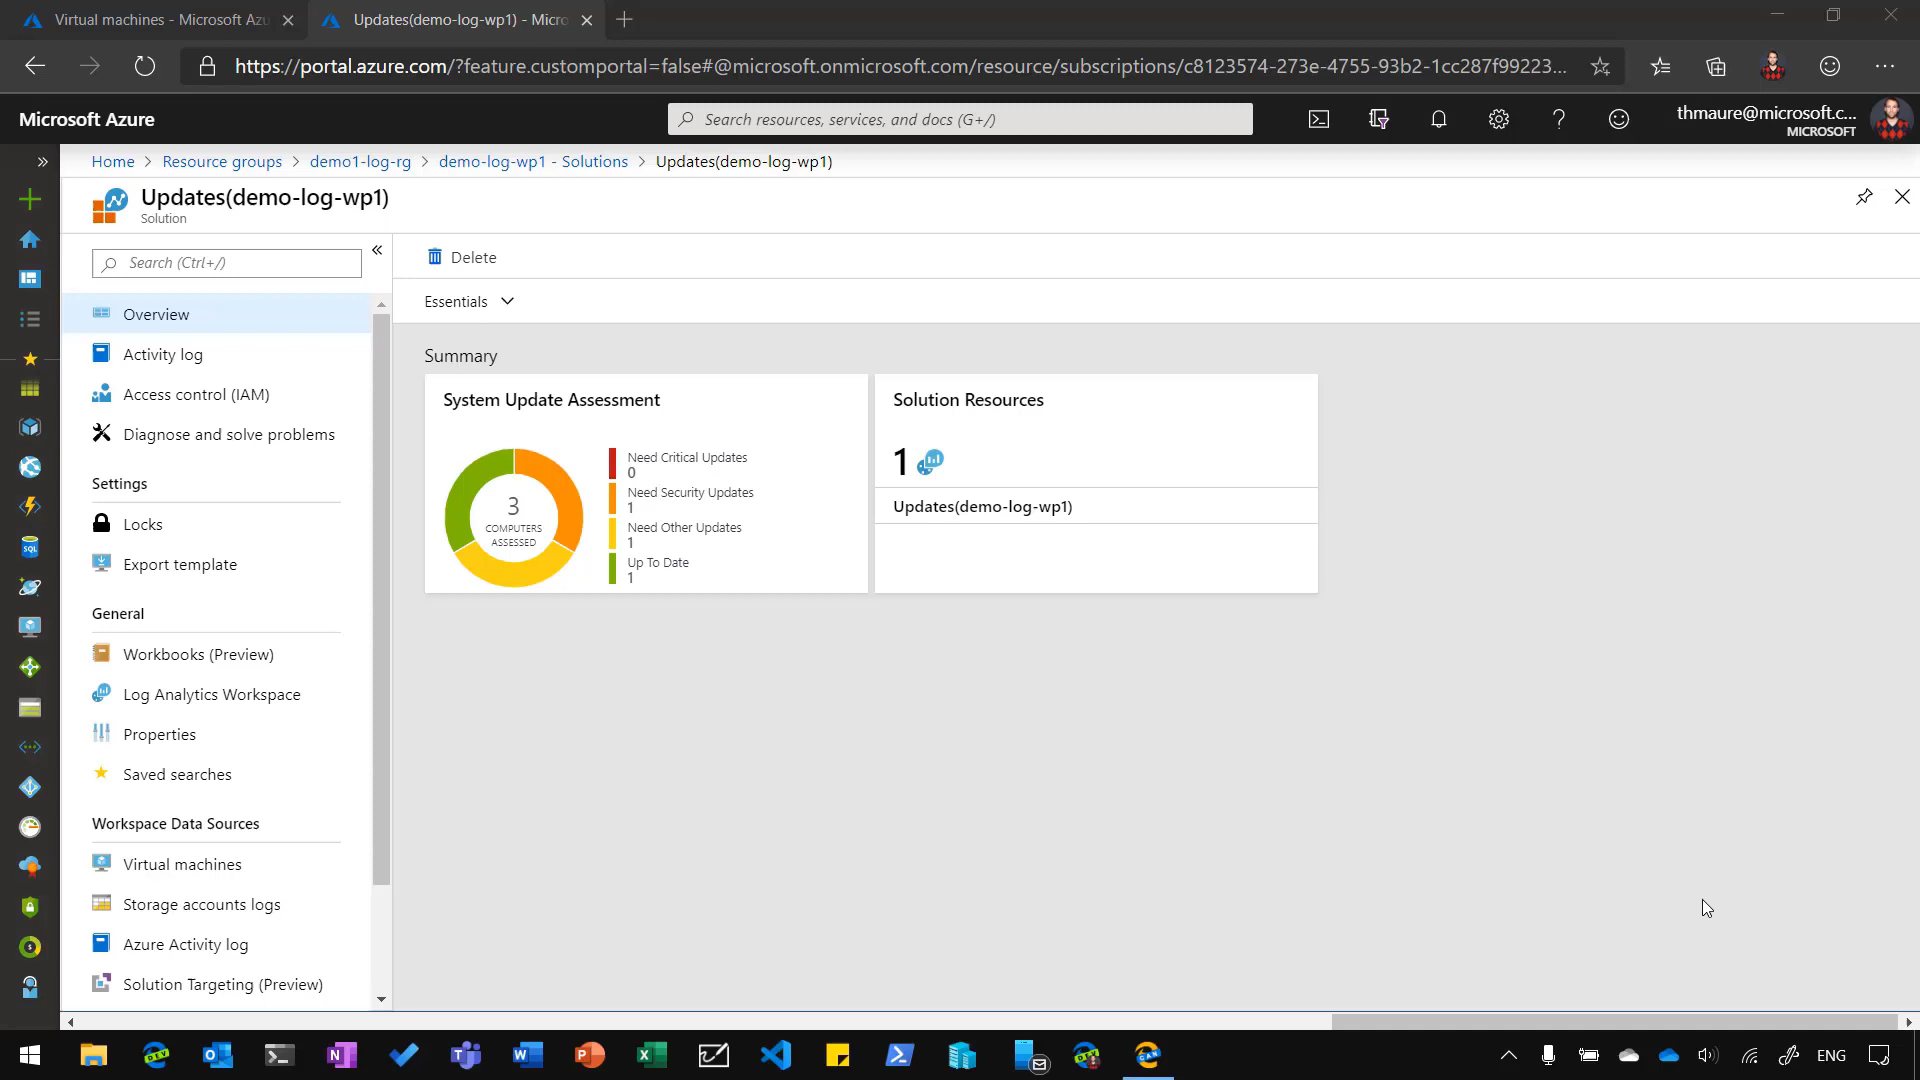 Virtual machines - Microsoft Azu
Updates(demo-log-wp1) - Micro
https://portal.azure.com/?feature.customportal=false#@microsoft.onmicrosoft.com/resource/subscriptions/c8123574-273e-4755-93b2-1cc287f99223...
Microsoft Azure
Search resources, services, and docs (G+/)
thmaure@microsoft.c...
MICROSOFT
Home > Resource groups > demo1-log-rg > demo-log-wp1 - Solutions > Updates(demo-log-wp1)
Updates(demo-log-wp1)
Solution
Search (Ctrl+/)
Overview
Activity log
Access control (IAM)
Diagnose and solve problems
Settings
Locks
Export template
General
Workbooks (Preview)
Log Analytics Workspace
Properties
Saved searches
Workspace Data Sources
Virtual machines
Storage accounts logs
Azure Activity log
Solution Targeting (Preview)
Delete
Essentials
Summary
System Update Assessment
3
COMPUTERS
ASSESSED
Need Critical Updates
0
Need Security Updates
1
Need Other Updates
1
Up To Date
1
Solution Resources
1
Updates(demo-log-wp1)
ENG